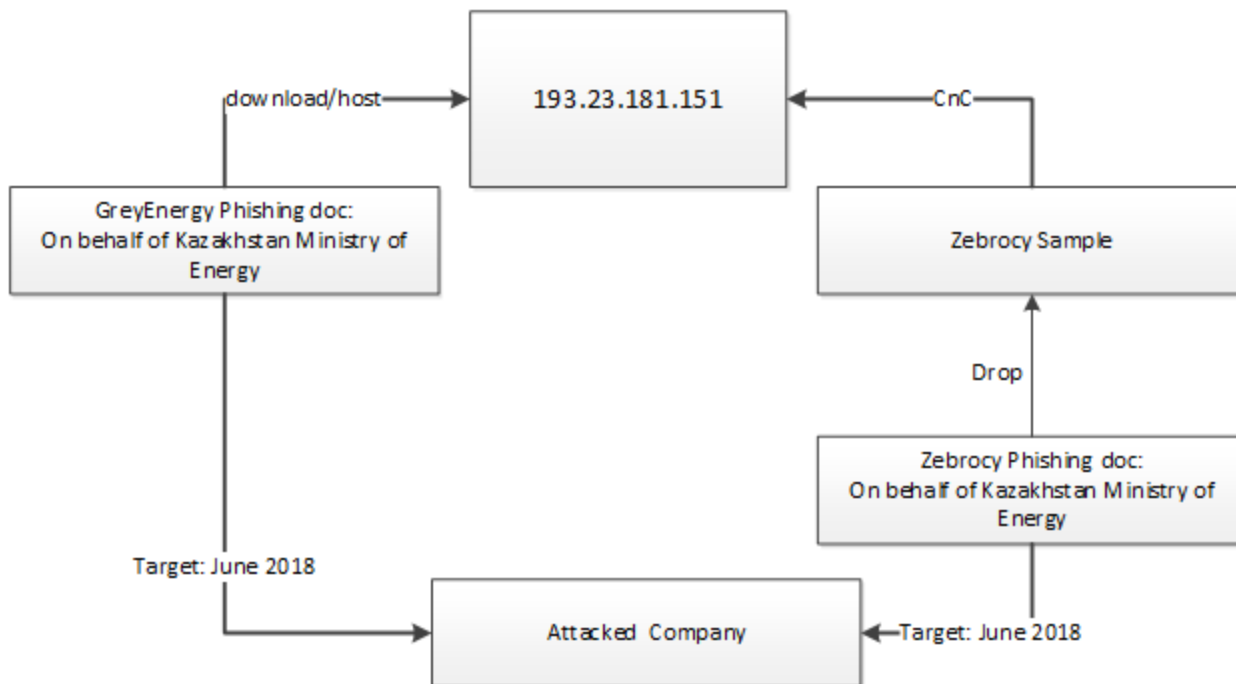 193.23.181.151
download/host
CnC
GreyEnergy Phishing doc:
On behalf of Kazakhstan Ministry of
Energy
Zebrocy Sample
Drop
Zebrocy Phishing doc:
On behalf of Kazakhstan Ministry of
Energy
Target: June 2018
Attacked Company
Target: June 2018